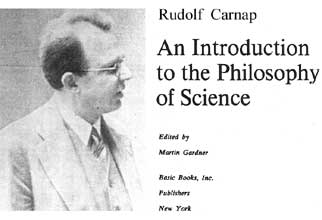 Rudolf Carnap
An Introduction
to the Philosophy
of Science
Edited by
Martin Gardner
Basic Books, Inc.
Publishers
New York